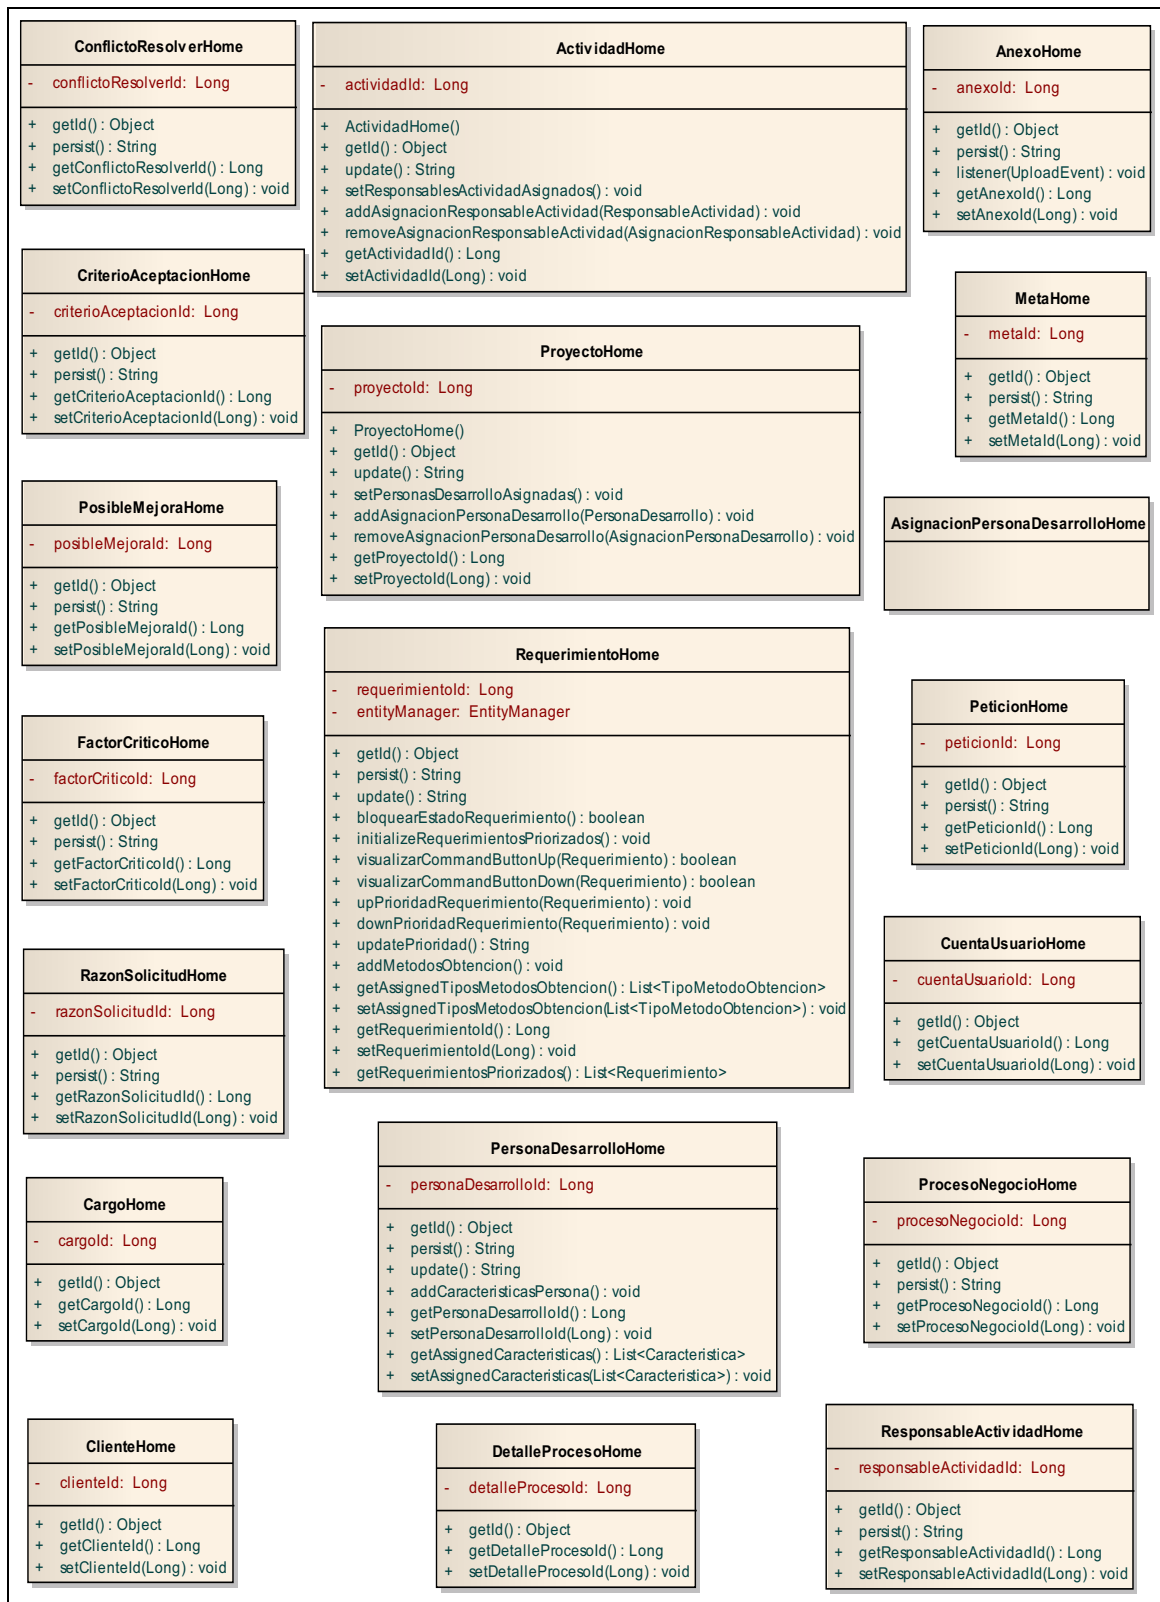 ConflictoResolverHome
- conflictoResolverId: Long
+ getId() : Object
+ persist() : String
+ getConflictoResolverId() : Long
+ setConflictoResolverId(Long) : void
ActividadHome
- actividadId: Long
+ ActividadHome()
+ getId() : Object
+ update() : String
+ setResponsablesActividadAsignados() : void
+ addAsignacionResponsableActividad(ResponsableActividad) : void
+ removeAsignacionResponsableActividad(AsignacionResponsableActividad) : void
+ getActividadId() : Long
+ setActividadId(Long) : void
AnexoHome
- anexoId: Long
+ getId() : Object
+ persist() : String
+ listener(UploadEvent) : void
+ getAnexoId() : Long
+ setAnexoId(Long) : void
CriterioAceptacionHome
- criterioAceptacionId: Long
+ getId() : Object
+ persist() : String
+ getCriterioAceptacionId() : Long
+ setCriterioAceptacionId(Long) : void
ProyectoHome
- proyectoId: Long
+ ProyectoHome()
+ getId() : Object
+ update() : String
+ setPersonasDesarrolloAsignadas() : void
+ addAsignacionPersonaDesarrollo(PersonaDesarrollo) : void
+ removeAsignacionPersonaDesarrollo(AsignacionPersonaDesarrollo) : void
+ getProyectoId() : Long
+ setProyectoId(Long) : void
MetaHome
- metaId: Long
+ getId() : Object
+ persist() : String
+ getMetaId() : Long
+ setMetaId(Long) : void
PosibleMejoraHome
- posibleMejoraId: Long
+ getId() : Object
+ persist() : String
+ getPosibleMejoraId() : Long
+ setPosibleMejoraId(Long) : void
AsignacionPersonaDesarrolloHome
RequerimientoHome
- requerimientoId: Long
- entityManager: EntityManager
+ getId() : Object
+ persist() : String
+ update() : String
+ bloquearEstadoRequerimiento() : boolean
+ initializeRequerimientosPriorizados() : void
+ visualizarCommandButtonUp(Requerimiento) : boolean
+ visualizarCommandButtonDown(Requerimiento) : boolean
+ upPrioridadRequerimiento(Requerimiento) : void
+ downPrioridadRequerimiento(Requerimiento) : void
+ updatePrioridad() : String
+ addMetodosObtencion() : void
+ getAssignedTiposMetodosObtencion() : List<TipoMetodoObtencion>
+ setAssignedTiposMetodosObtencion(List<TipoMetodoObtencion>) : void
+ getRequerimientoId() : Long
+ setRequerimientoId(Long) : void
+ getRequerimientosPriorizados() : List<Requerimiento>
PeticionHome
- peticionId: Long
+ getId() : Object
+ persist() : String
+ getPeticionId() : Long
+ setPeticionId(Long) : void
FactorCriticoHome
- factorCriticoId: Long
+ getId() : Object
+ persist() : String
+ getFactorCriticoId() : Long
+ setFactorCriticoId(Long) : void
CuentaUsuarioHome
- cuentaUsuarioId: Long
+ getId() : Object
+ getCuentaUsuarioId() : Long
+ setCuentaUsuarioId(Long) : void
RazonSolicitudHome
- razonSolicitudId: Long
+ getId() : Object
+ persist() : String
+ getRazonSolicitudId() : Long
+ setRazonSolicitudId(Long) : void
PersonaDesarrolloHome
- personaDesarrolloId: Long
+ getId() : Object
+ persist() : String
+ update() : String
+ addCaracteristicasPersona() : void
+ getPersonaDesarrolloId() : Long
+ setPersonaDesarrolloId(Long) : void
+ getAssignedCaracteristicas() : List<Caracteristica>
+ setAssignedCaracteristicas(List<Caracteristica>) : void
ProcesoNegocioHome
- procesoNegocioId: Long
+ getId() : Object
+ persist() : String
+ getProcesoNegocioId() : Long
+ setProcesoNegocioId(Long) : void
CargoHome
- cargoId: Long
+ getId() : Object
+ getCargoId() : Long
+ setCargoId(Long) : void
ClienteHome
- clienteId: Long
+ getId() : Object
+ getClienteId() : Long
+ setClienteId(Long) : void
DetalleProcesoHome
- detalleProcesoId: Long
+ getId() : Object
+ getDetalleProcesoId() : Long
+ setDetalleProcesoId(Long) : void
ResponsableActividadHome
- responsableActividadId: Long
+ getId() : Object
+ persist() : String
+ getResponsableActividadId() : Long
+ setResponsableActividadId(Long) : void